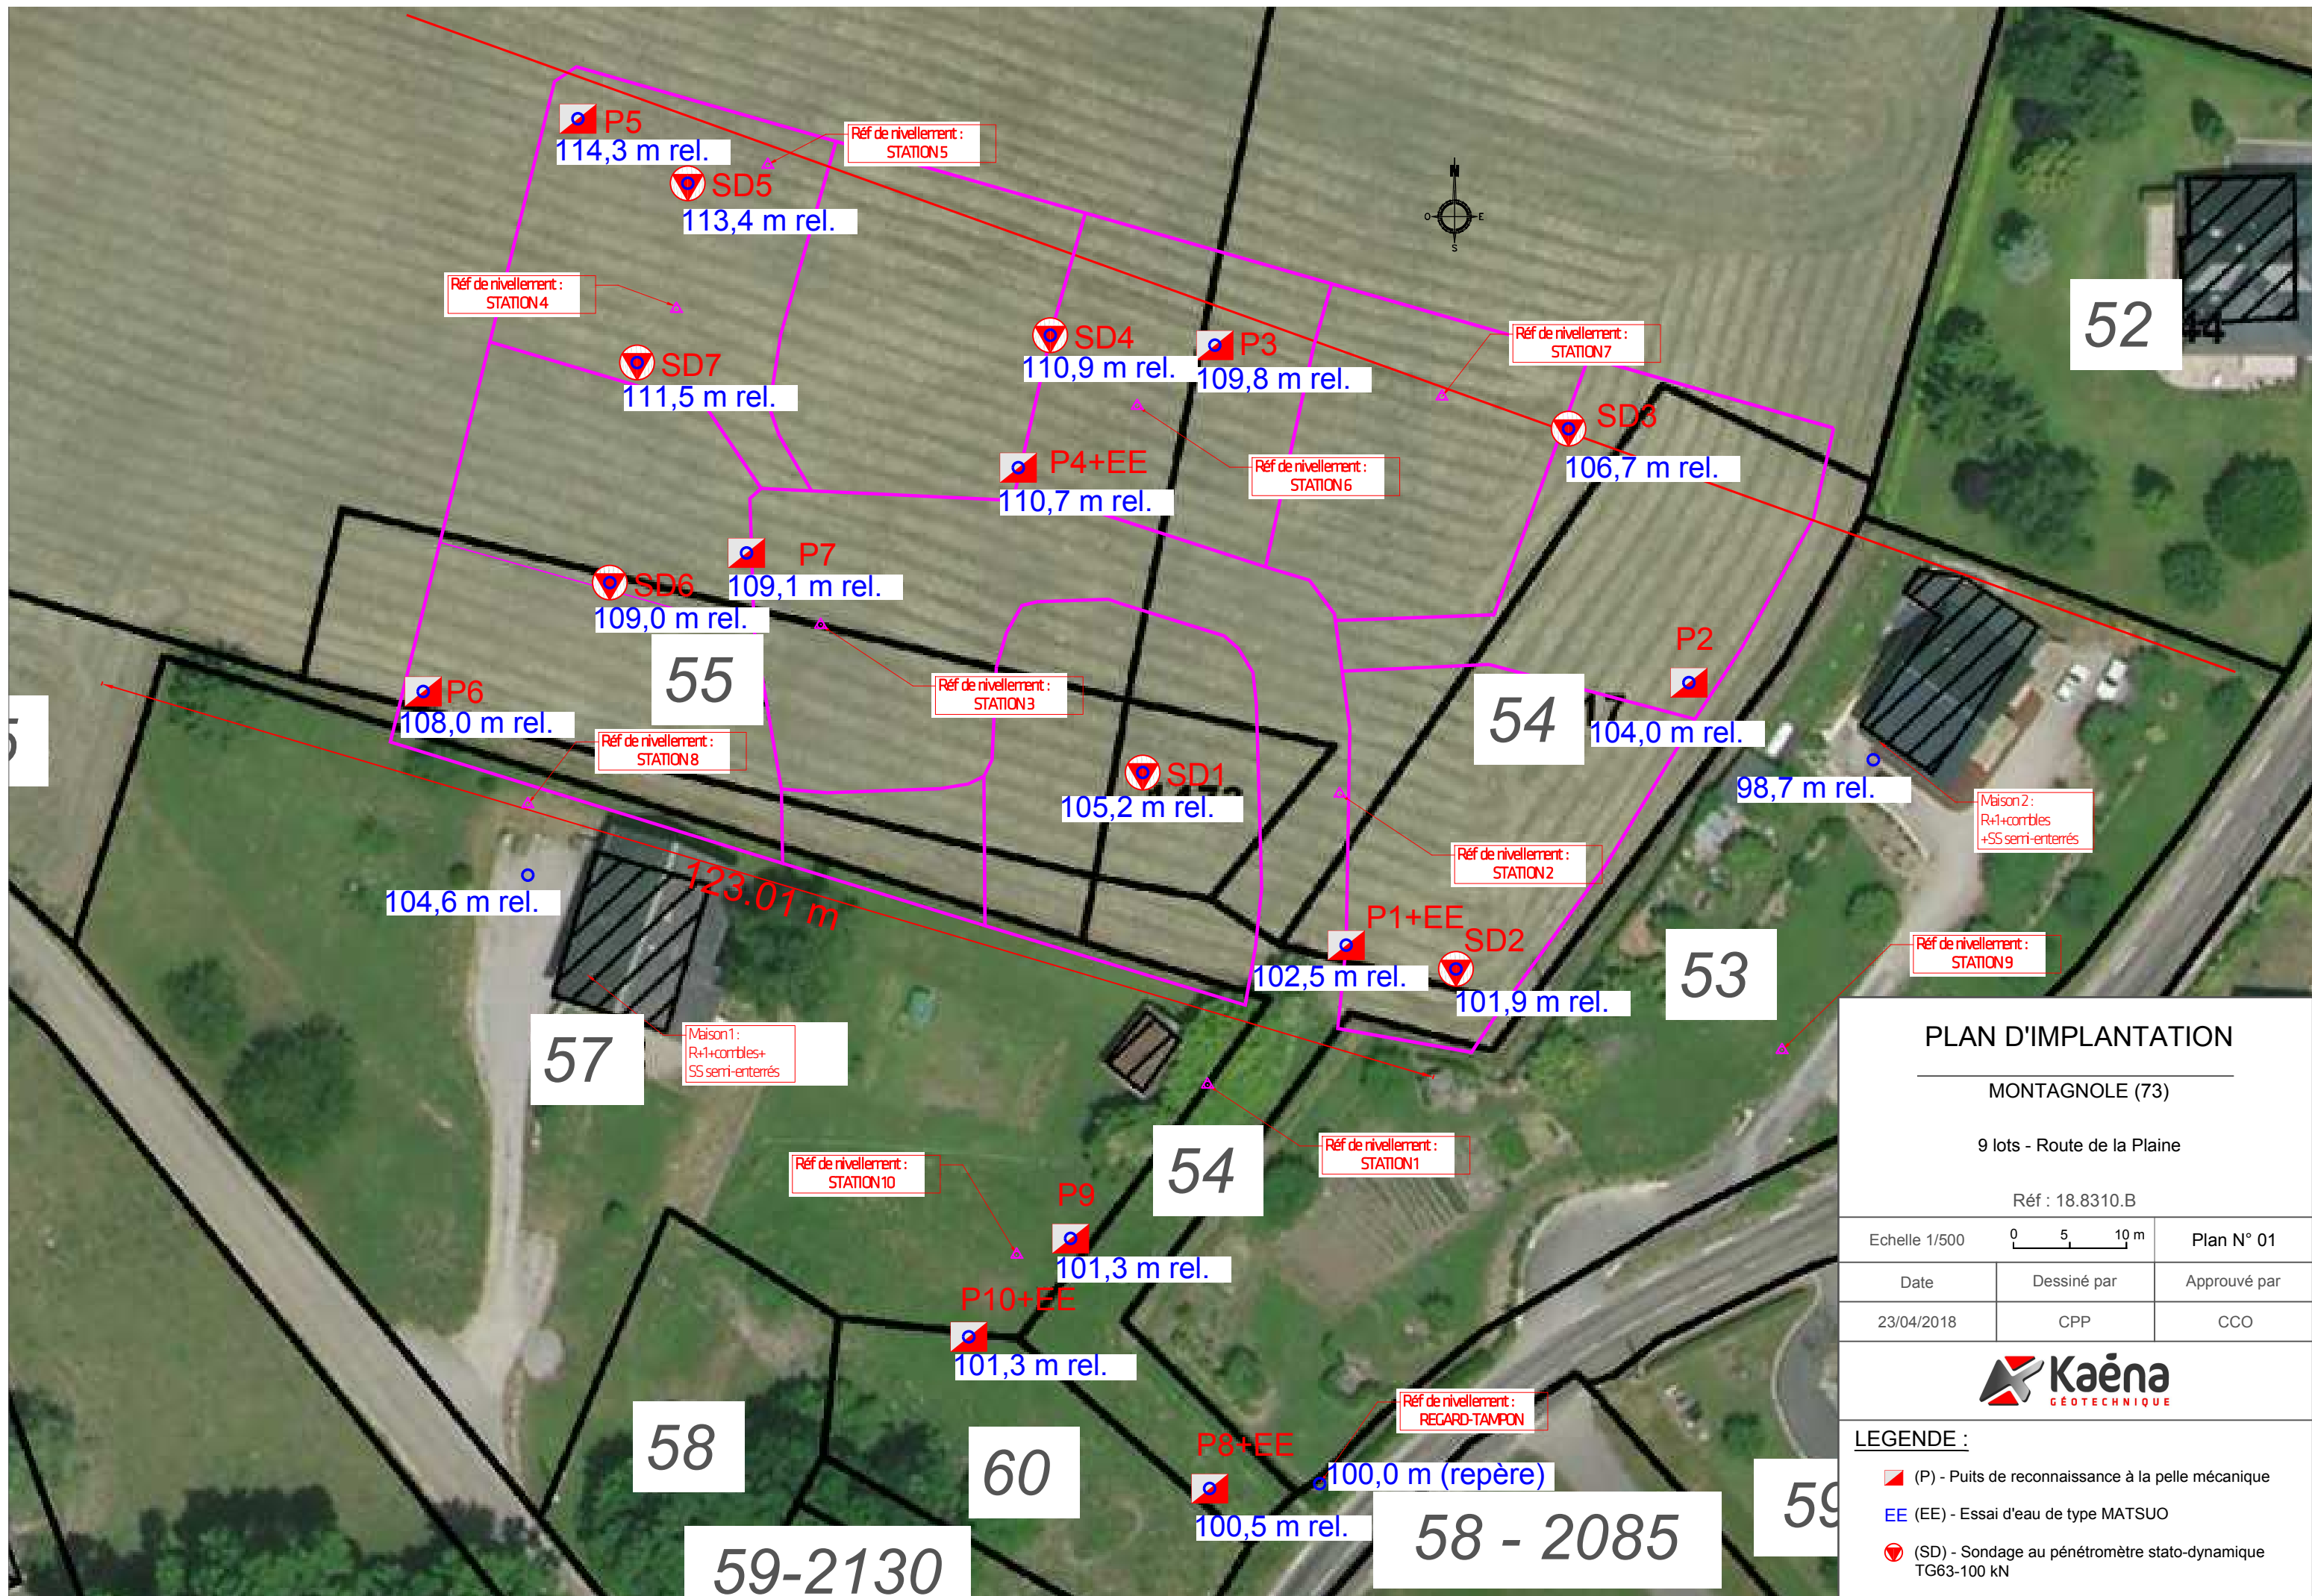 P5
114,3 m rel.
Réf de nivellement :
STATION 5
SD5
113,4 m rel.
N
O
E
S
Réf de nivellement :
STATION 4
52
44
SD4
110,9 m rel.
P3
109,8 m rel.
Réf de nivellement :
STATION 7
SD7
111,5 m rel.
SD3
106,7 m rel.
P4+EE
110,7 m rel.
Réf de nivellement :
STATION 6
P7
109,1 m rel.
SD6
109,0 m rel.
55
P2
104,0 m rel.
54
17
P6
108,0 m rel.
Réf de nivellement :
STATION 3
Réf de nivellement :
STATION 8
SD1
105,2 m rel.
98,7 m rel.
Maison 2 :
R+1+combles
+SS semi-enterrés
Réf de nivellement :
STATION 2
104,6 m rel.
123.01 m
P1+EE
102,5 m rel.
SD2
101,9 m rel.
53
Réf de nivellement :
STATION 9
57
Maison 1 :
R+1+combles+
SS semi-enterrés
54
Réf de nivellement :
STATION 1
Réf de nivellement :
STATION 10
P9
101,3 m rel.
P10+EE
101,3 m rel.
Réf de nivellement :
REGARD-TAMPON
58
60
P8+EE
100,5 m rel.
100,0 m (repère)
58 - 2085
59
59-2130
PLAN D'IMPLANTATION
MONTAGNOLE (73)
9 lots - Route de la Plaine
Réf : 18.8310.B
Echelle 1/500
0 5 10 m
Plan N° 01
Date
Dessiné par
Approuvé par
23/04/2018
CPP
CCO
Kaéna
GÉOTECHNIQUE
LEGENDE :
(P) - Puits de reconnaissance à la pelle mécanique
EE (EE) - Essai d'eau de type MATSUO
(SD) - Sondage au pénétromètre stato-dynamique
TG63-100 kN